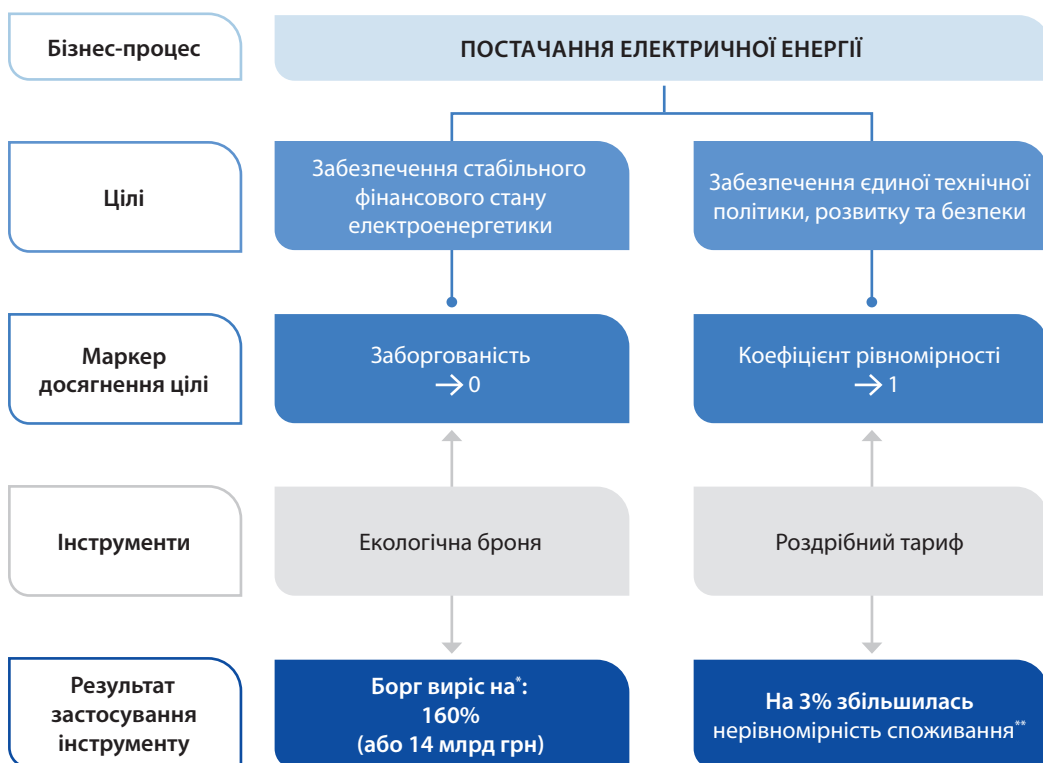 Бізнес-процес
ПОСТАЧАННЯ ЕЛЕКТРИЧНОЇ ЕНЕРГІЇ
Цілі
Забезпечення стабільного
фінансового стану
електроенергетики
Забезпечення єдиної технічної
політики, розвитку та безпеки
Маркер
досягнення цілі
Заборгованість
→ 0
Коефіцієнт рівномірності
→ 1
Інструменти
Екологічна броня
Роздрібний тариф
Результат
застосування
інструменту
Борг виріс на*:
160%
(або 14 млрд грн)
На 3% збільшилась
нерівномірність споживання**